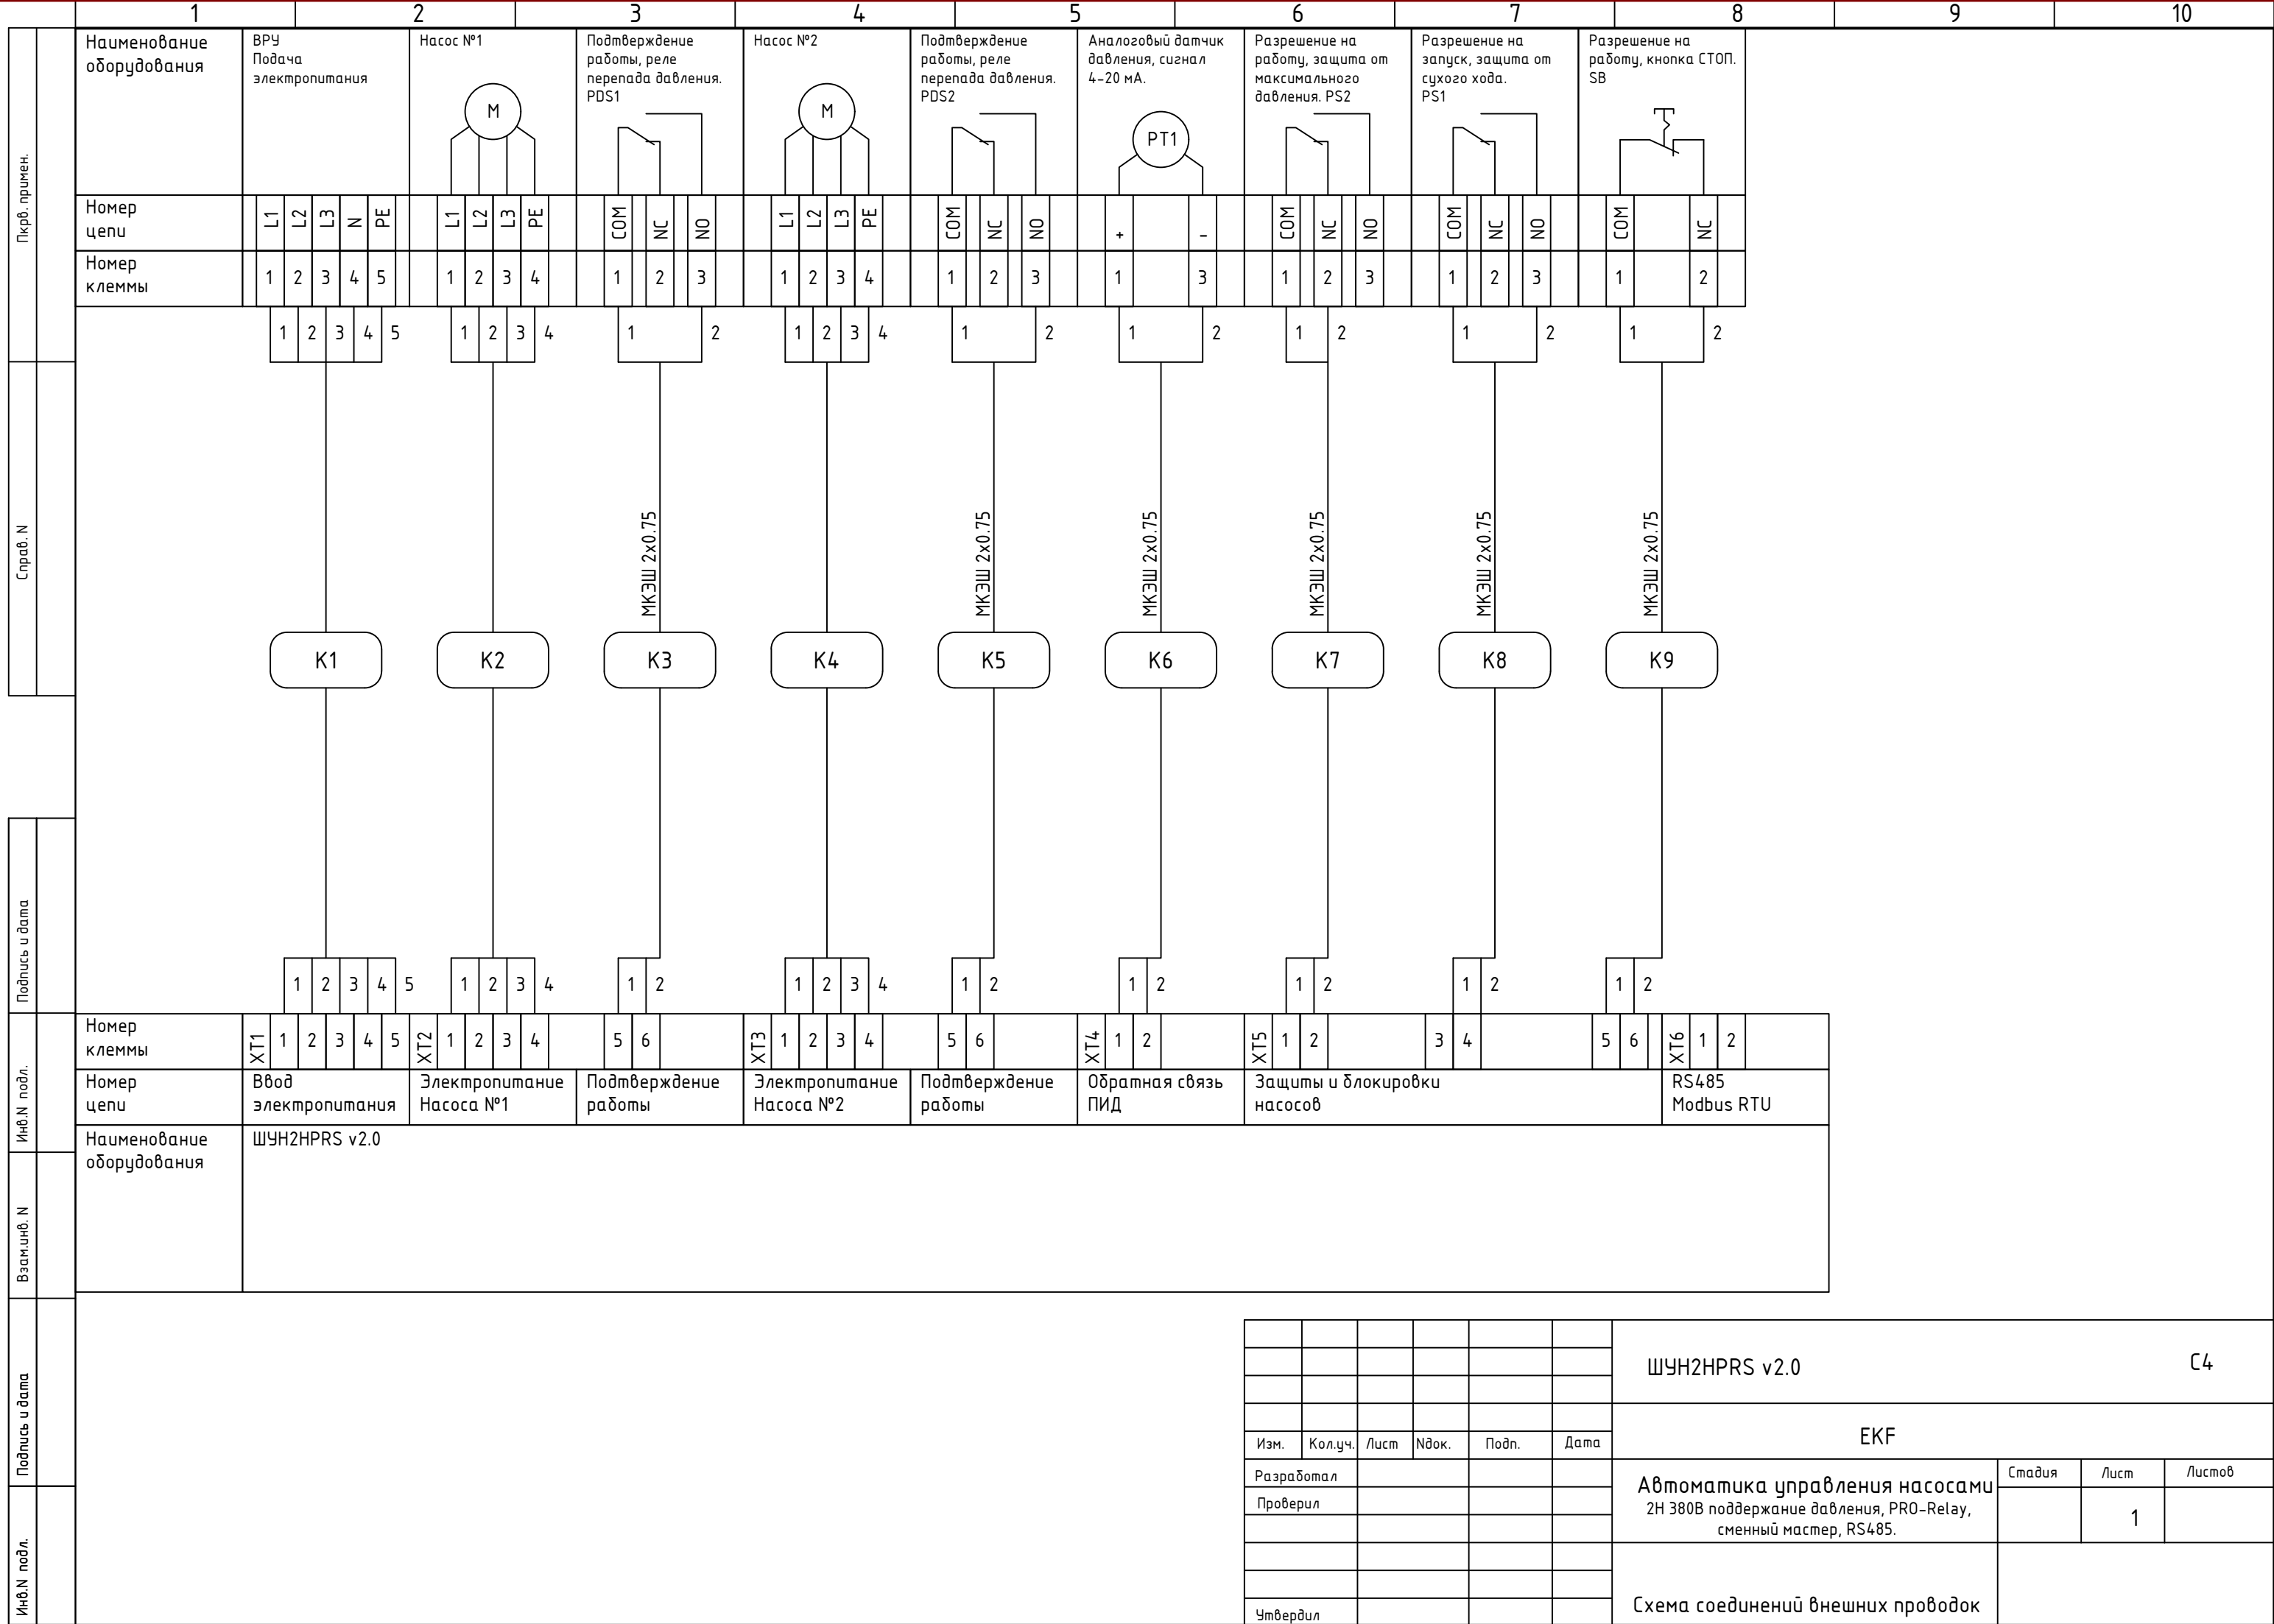 1 2 3 4 5 6 7 8 9 10
Наименование
оборудования
ВРУ
Подача
электропитания
Насос №1
M
Подтверждение
работы, реле
перепада давления.
PDS1
Насос №2
M
Подтверждение
работы, реле
перепада давления.
PDS2
Аналоговый датчик
давления, сигнал
4-20 мА.
PT1
Разрешение на
работу, защита от
максимального
давления. PS2
Разрешение на
запуск, защита от
сухого хода.
PS1
Разрешение на
работу, кнопка СТОП.
SB
Номер
цепи
L1 L2 L3 N PE L1 L2 L3 PE COM NC NO L1 L2 L3 PE COM NC NO + - COM NC NO COM NC NO COM NC
Номер
клеммы
1 2 3 4 5 1 2 3 4 1 2 3 1 2 3 4 1 2 3 1 3 1 2 3 1 2 3 1 2
1 2 3 4 5 1 2 3 4 1 2 1 2 3 4 1 2 1 2 1 2 1 2 1 2
МКЭШ 2x0.75 МКЭШ 2x0.75 МКЭШ 2x0.75 МКЭШ 2x0.75 МКЭШ 2x0.75 МКЭШ 2x0.75
K1 K2 K3 K4 K5 K6 K7 K8 K9
1 2 3 4 5 1 2 3 4 1 2 1 2 3 4 1 2 1 2 1 2 1 2 1 2
Номер
клеммы
XT1 1 2 3 4 5 XT2 1 2 3 4 5 6 XT3 1 2 3 4 5 6 XT4 1 2 XT5 1 2 3 4 5 6 XT6 1 2
Номер
цепи
Ввод
электропитания
Электропитание
Насоса №1
Подтверждение
работы
Электропитание
Насоса №2
Подтверждение
работы
Обратная связь
ПИД
Защиты и блокировки
насосов
RS485
Modbus RTU
Наименование
оборудования
ШУН2HPRS v2.0
Пкрв. примен.
Справ. N
Подпись и дата
Инв.N подл.
Взам.инв. N
Подпись и дата
Инв.N подл.
ШУН2HPRS v2.0 С4
EKF
Изм. Кол.уч. Лист Nдок. Подп. Дата
Разработал
Проверил
Утвердил
Автоматика управления насосами
2Н 380В поддержание давления, PRO-Relay,
сменный мастер, RS485.
Стадия Лист Листов
1
Схема соединений внешних проводок